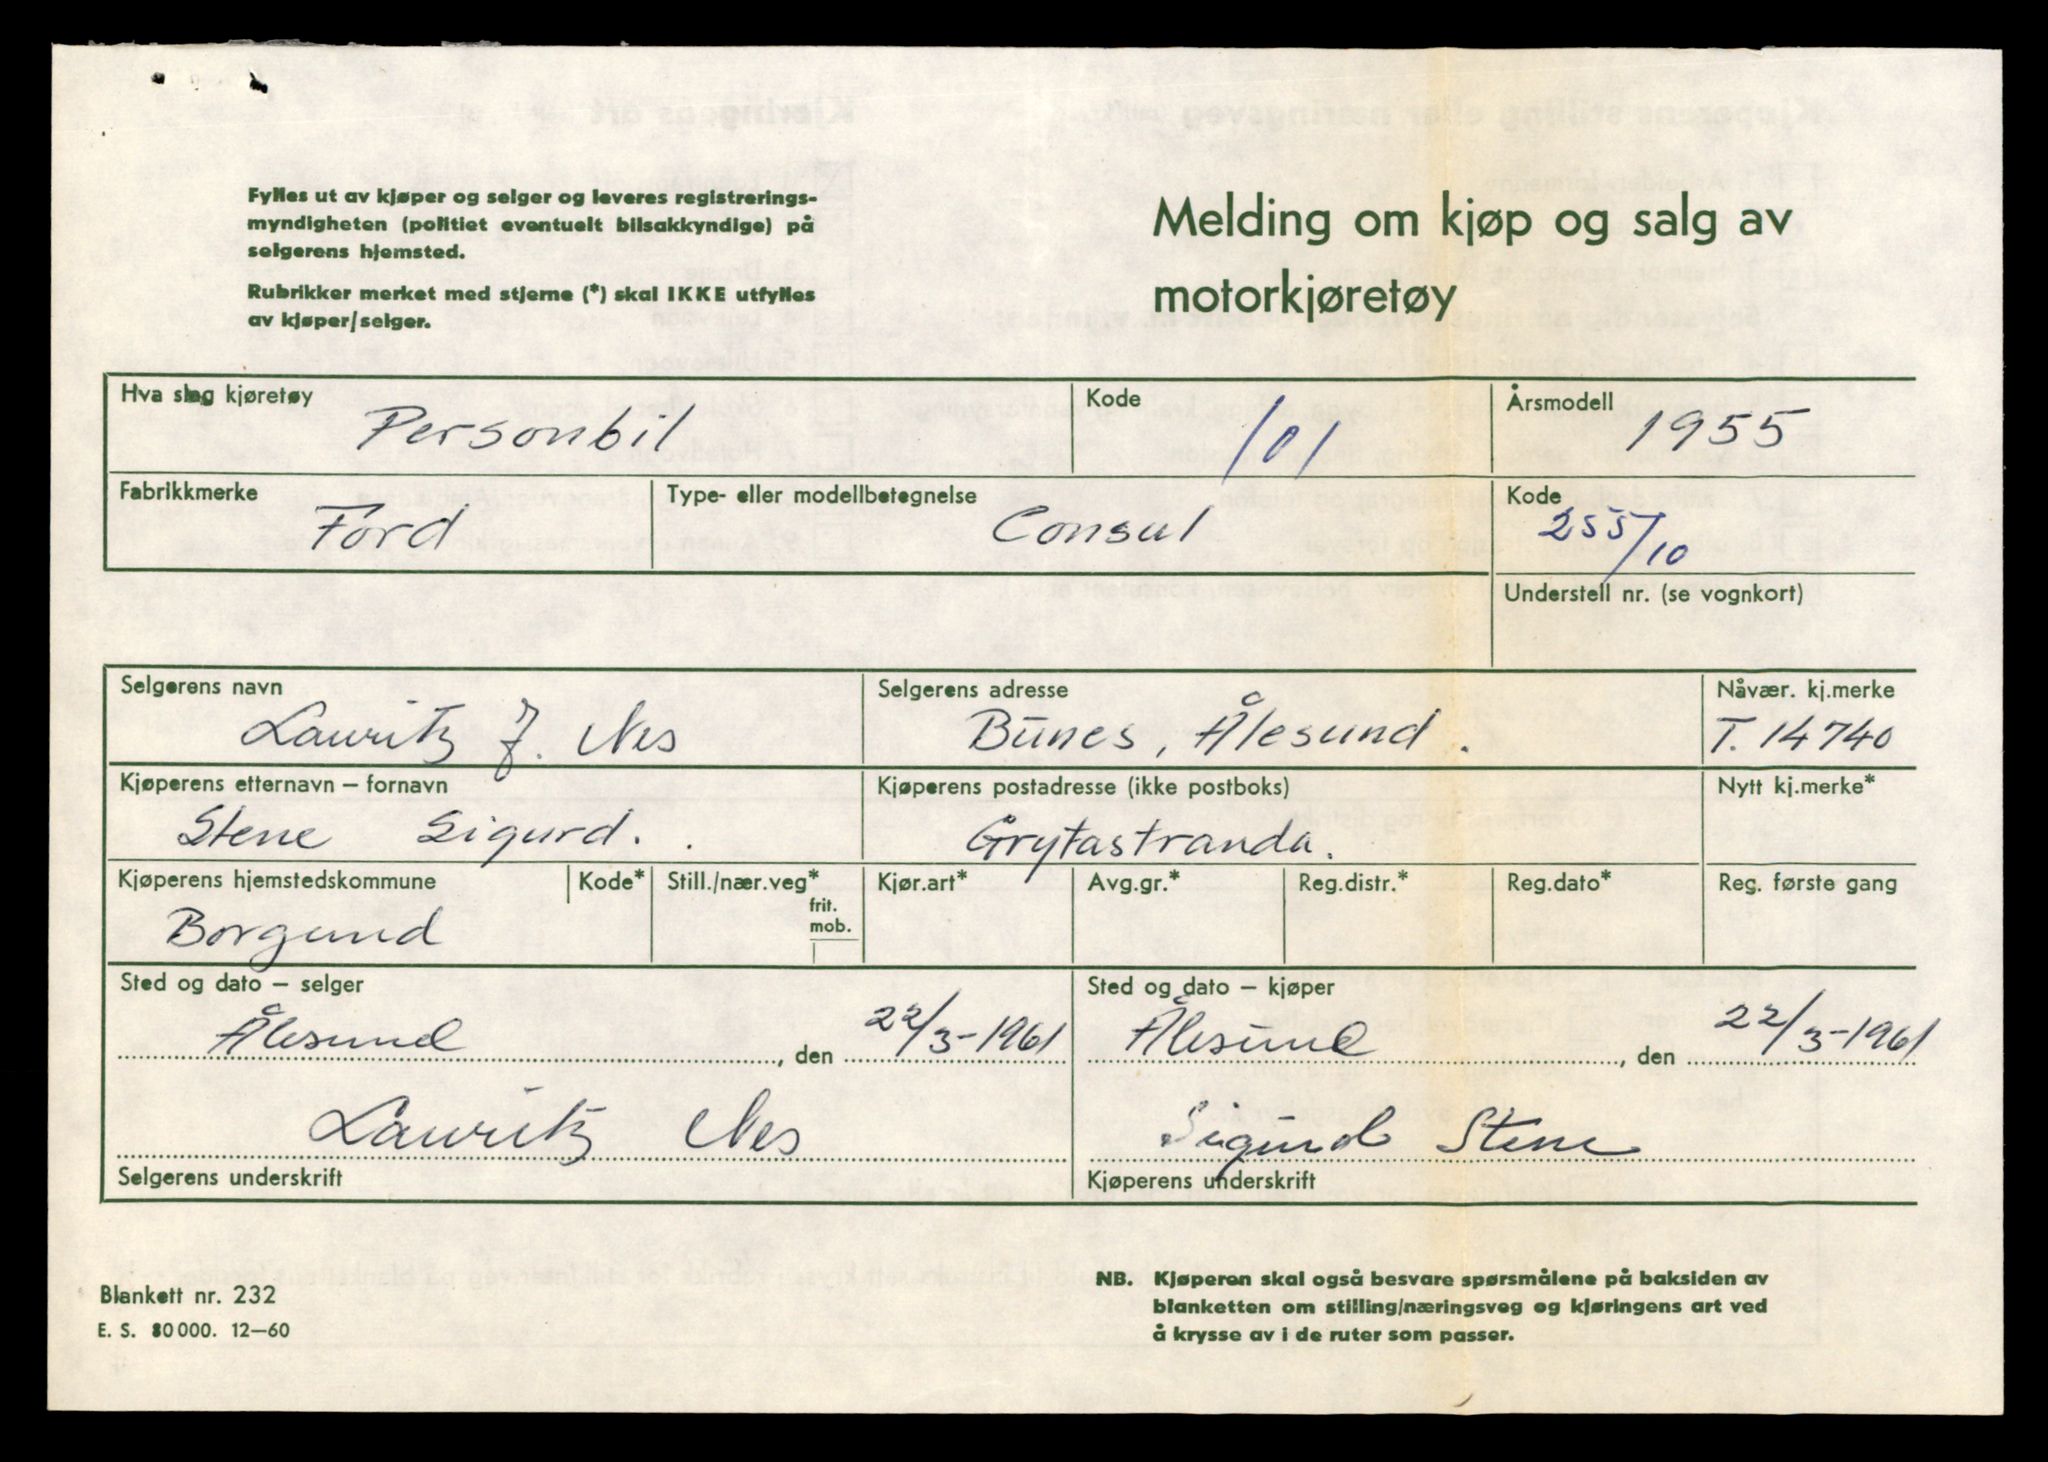 Fylles ut av kjøper og selger og leveres registrerings-
myndigheten (politiet eventuelt bilsakkyndige) på
selgerens hjemsted.
Rubrikker merket med stjerne (*) skal IKKE utfylles
av kjøper/selger.
Melding om kjøp og salg av
motorkjøretøy
Hva slag kjøretøy
Personbil
Kode
101
Årsmodell
1955
Fabrikkmerke
Ford
Type- eller modellbetegnelse
Consul
Kode
255/10
Understell nr. (se vognkort)
Selgerens navn
Lauritz J. Nes
Selgerens adresse
Bunes, Ålesund.
Nåvær. kj.merke
T. 14740
Kjøperens etternavn – fornavn
Stene Sigurd.
Kjøperens postadresse (ikke postboks)
Grytastranda.
Nytt kj.merke*
Kjøperens hjemstedskommune
Borgund
Kode*
Still./nær.veg*
frit.
mob.
Kjør.art*
Avg.gr.*
Reg.distr.*
Reg.dato*
Reg. første gang
Sted og dato – selger
Ålesund, den 22/3-1961
Sted og dato – kjøper
Ålesund, den 22/3-1961
Lauritz Nes
Selgerens underskrift
Sigurd Stene
Kjøperens underskrift
Blankett nr. 232
E. S. 80 000. 12–60
NB. Kjøperen skal også besvare spørsmålene på baksiden av
blanketten om stilling/næringsveg og kjøringens art ved
å krysse av i de ruter som passer.